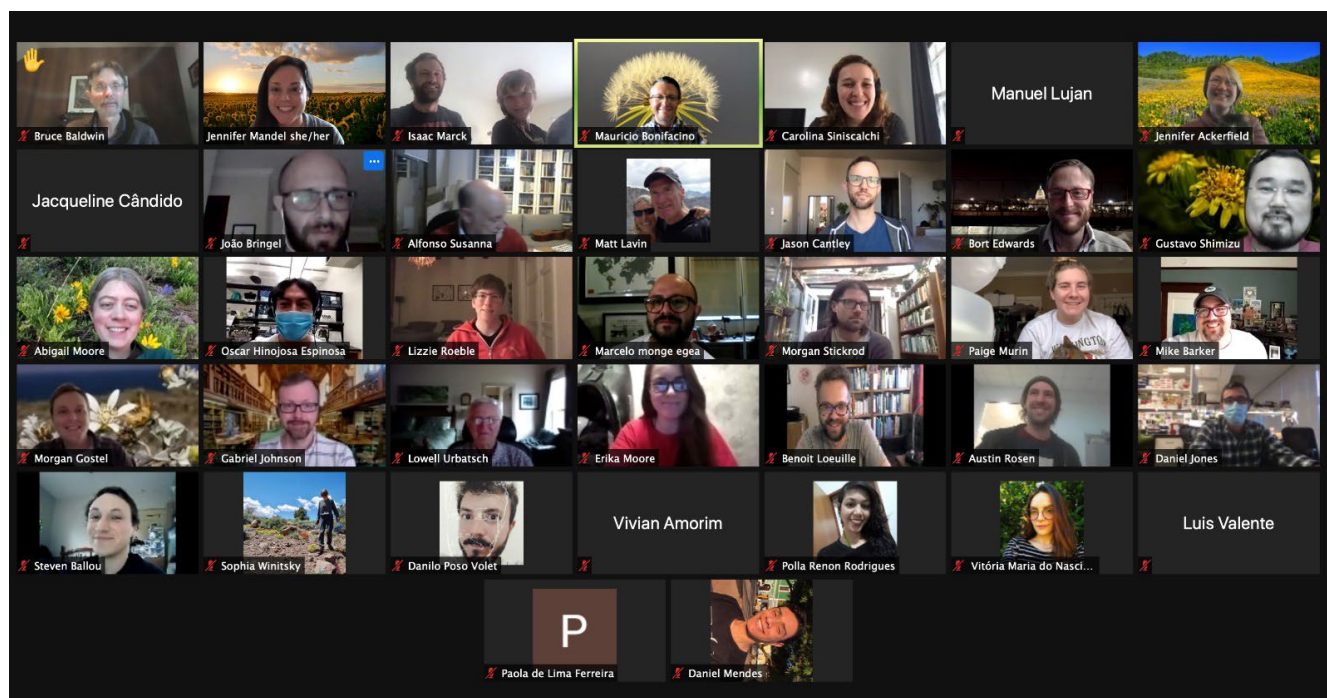 Bruce Baldwin
Jennifer Mandel she/her
Isaac Marck
Mauricio Bonifacino
Carolina Siniscalchi
Manuel Lujan
Jennifer Ackerfield
Jacqueline Cândido
João Bringel
Alfonso Susanna
Matt Lavin
Jason Cantley
Bort Edwards
Gustavo Shimizu
Abigail Moore
Oscar Hinojosa Espinosa
Lizzie Roeble
Marcelo monge egea
Morgan Stickrod
Paige Murin
Mike Barker
Morgan Gostel
Gabriel Johnson
Lowell Urbatsch
Erika Moore
Benoit Loeuille
Austin Rosen
Daniel Jones
Steven Ballou
Sophia Winitsky
Danilo Poso Volet
Vivian Amorim
Polla Renon Rodrigues
Vitória Maria do Nasci...
Luis Valente
P
Paola de Lima Ferreira
Daniel Mendes